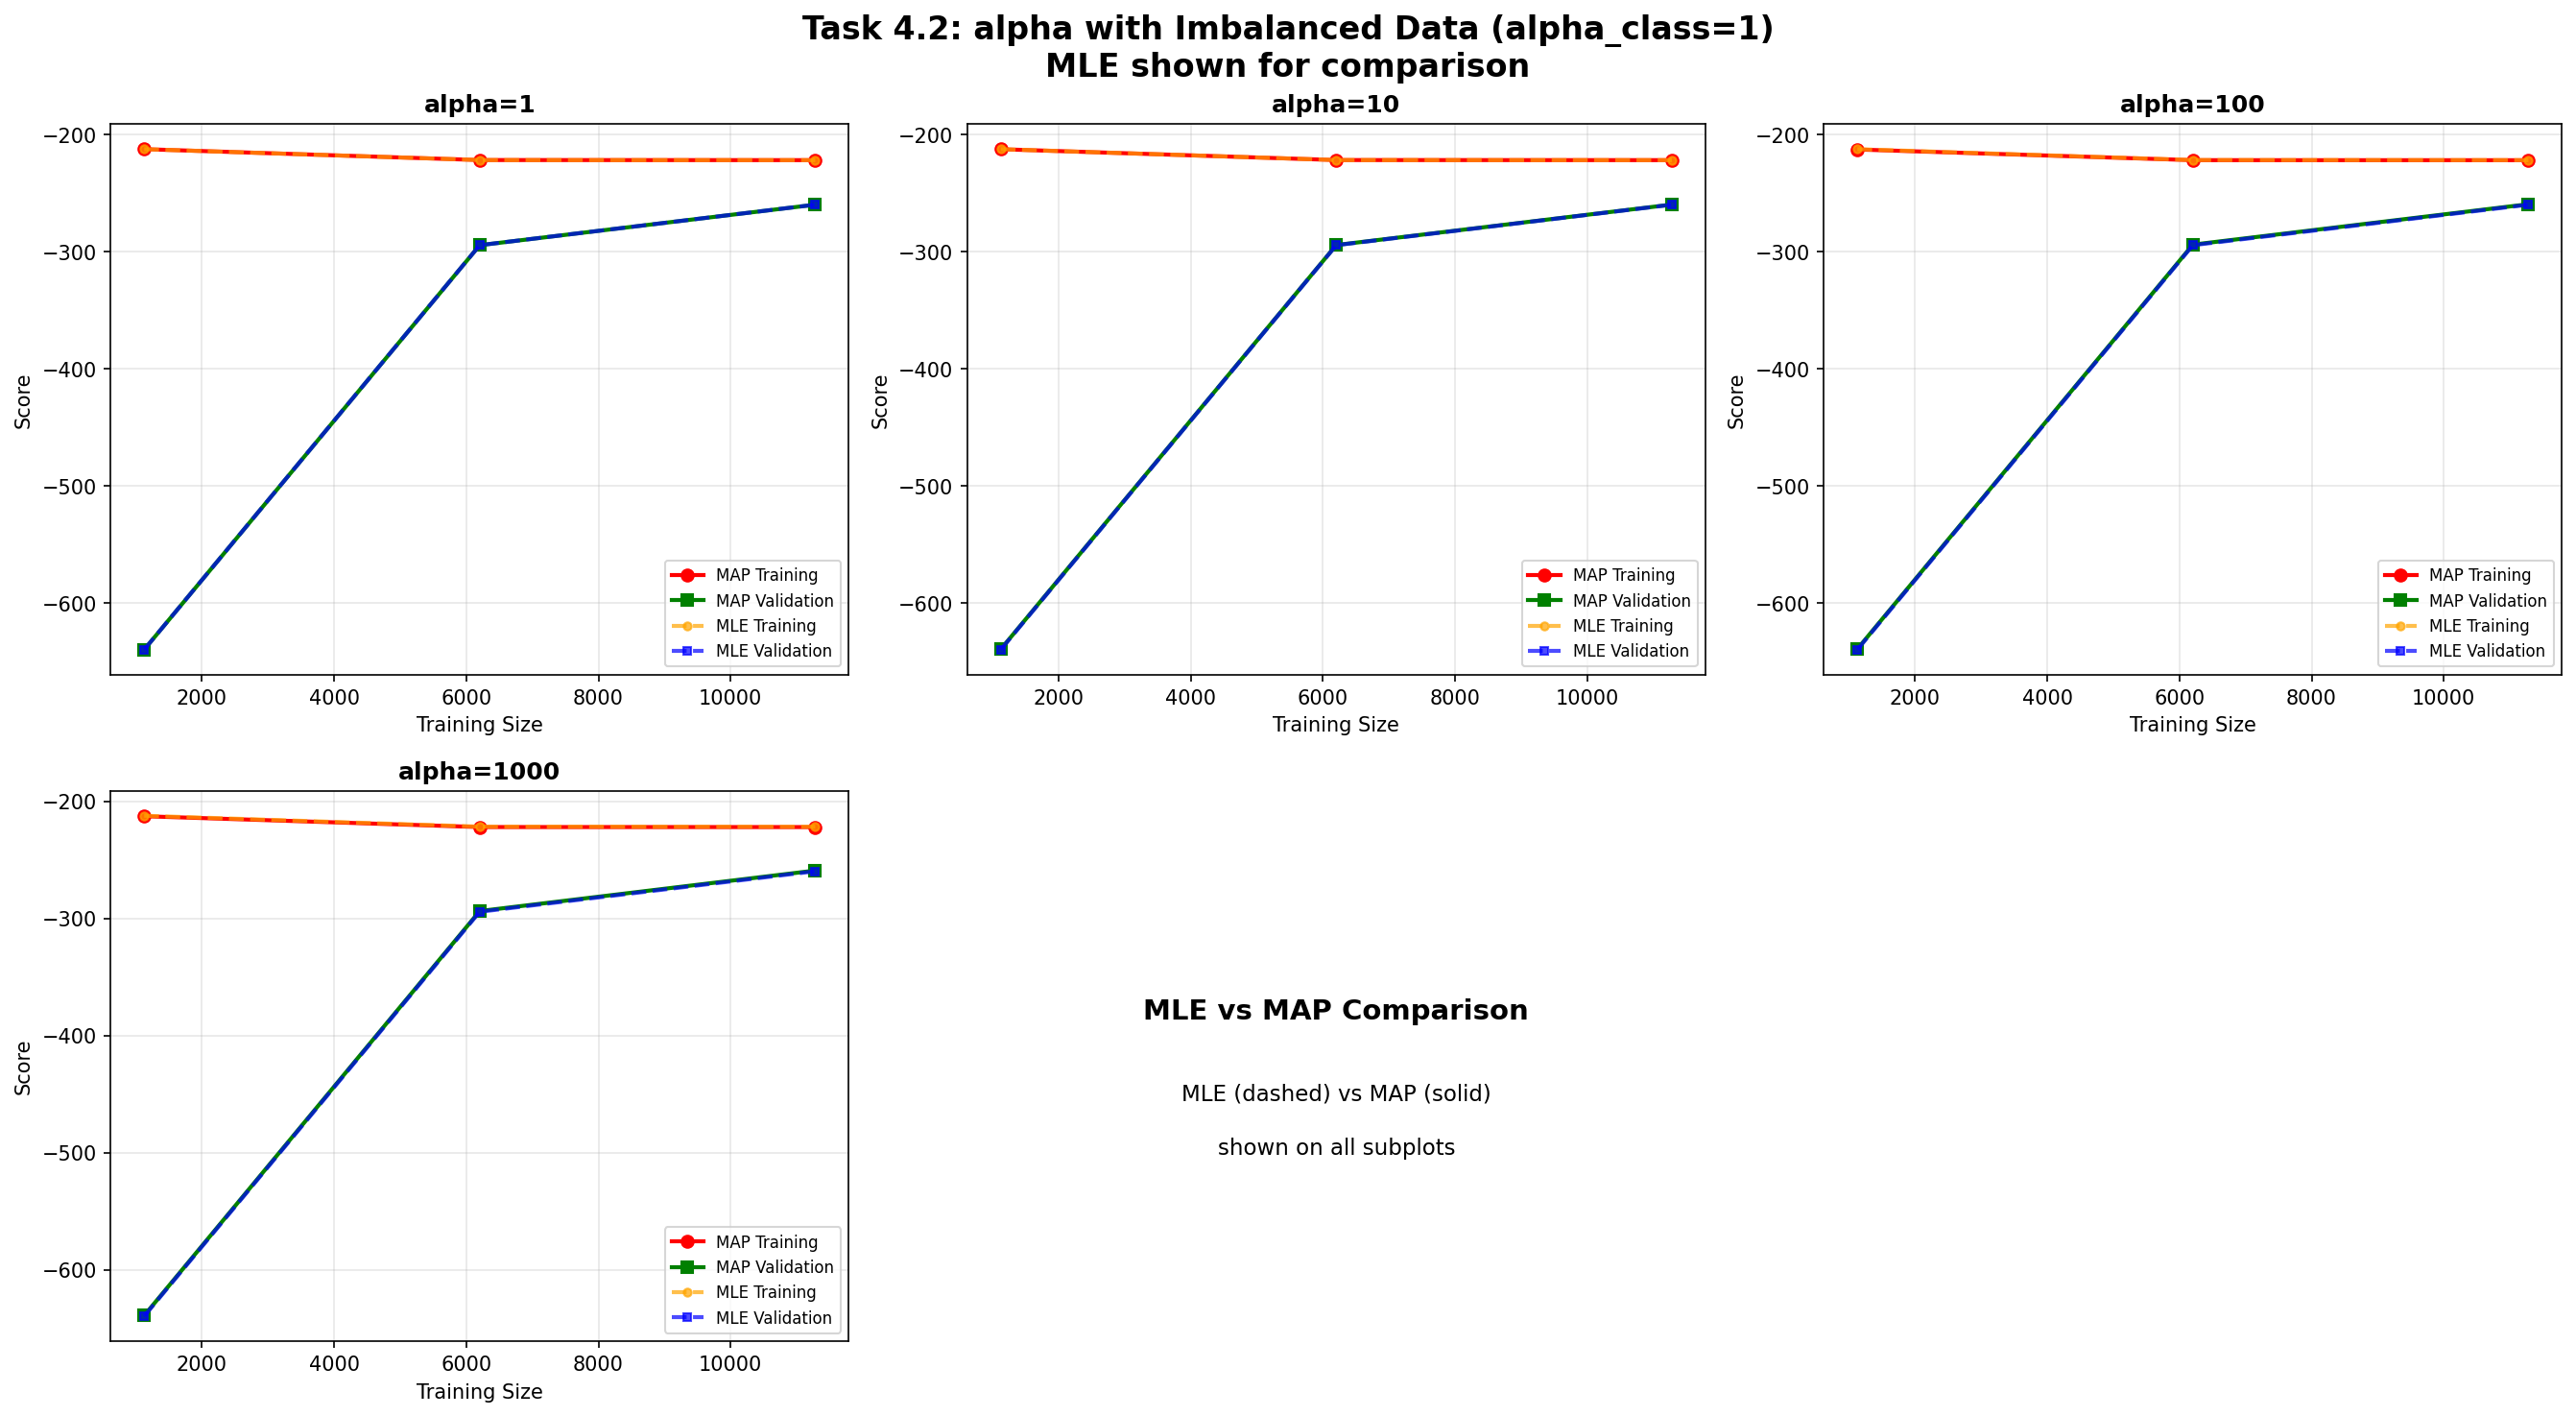 Task 4.2: alpha with Imbalanced Data (alpha_class=1)
MLE shown for comparison
alpha=1
−200
−300
−400
−500
−600
Score
2000 4000 6000 8000 10000
Training Size
MAP Training
MAP Validation
MLE Training
MLE Validation
alpha=10
−200
−300
−400
−500
−600
Score
2000 4000 6000 8000 10000
Training Size
MAP Training
MAP Validation
MLE Training
MLE Validation
alpha=100
−200
−300
−400
−500
−600
Score
2000 4000 6000 8000 10000
Training Size
MAP Training
MAP Validation
MLE Training
MLE Validation
alpha=1000
−200
−300
−400
−500
−600
Score
2000 4000 6000 8000 10000
Training Size
MAP Training
MAP Validation
MLE Training
MLE Validation
MLE vs MAP Comparison
MLE (dashed) vs MAP (solid)
shown on all subplots